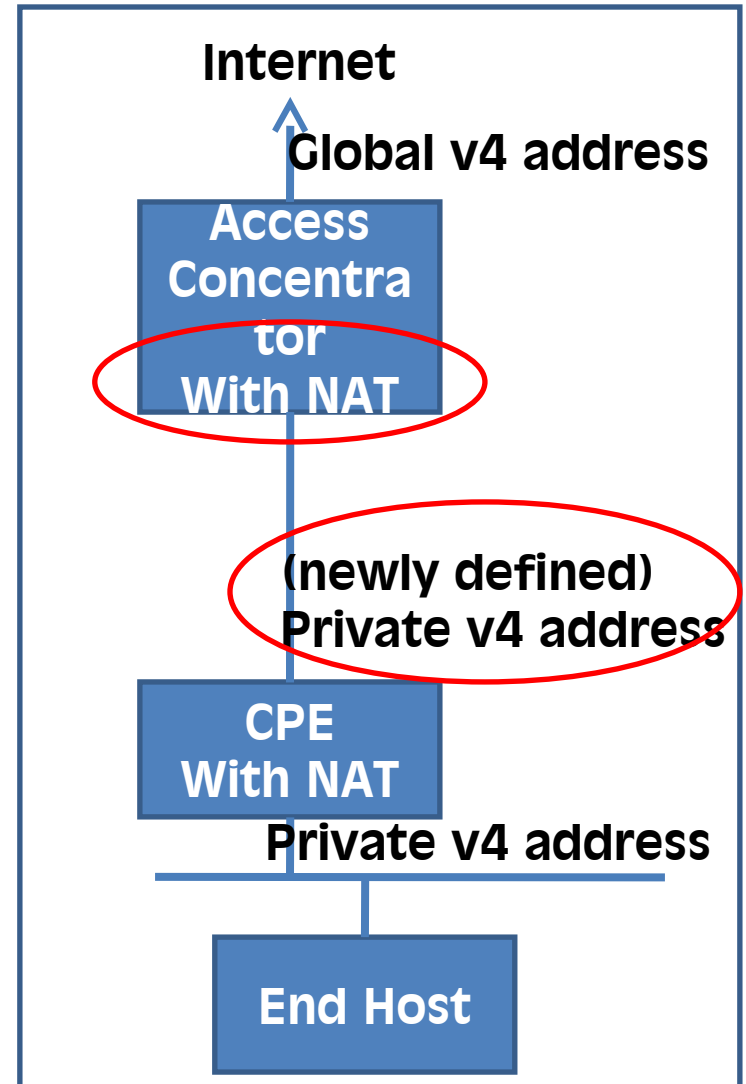 Internet
Global v4 address
Access
Concentra
tor
With NAT
(newly defined)
Private v4 address
CPE
With NAT
Private v4 address
End Host